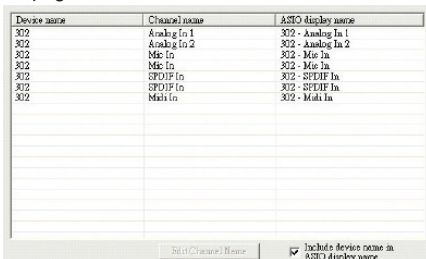 Device name Channel name ASIO display name
302 Analog In 1 302 - Analog In 1
302 Analog In 2 302 - Analog In 2
302 Mic In 302 - Mic In
302 Mic In 302 - Mic In
302 SPDIF In 302 - SPDIF In
302 SPDIF In 302 - SPDIF In
302 Midi In 302 - Midi In
Edit Channel Name
Include device name in
ASIO display name